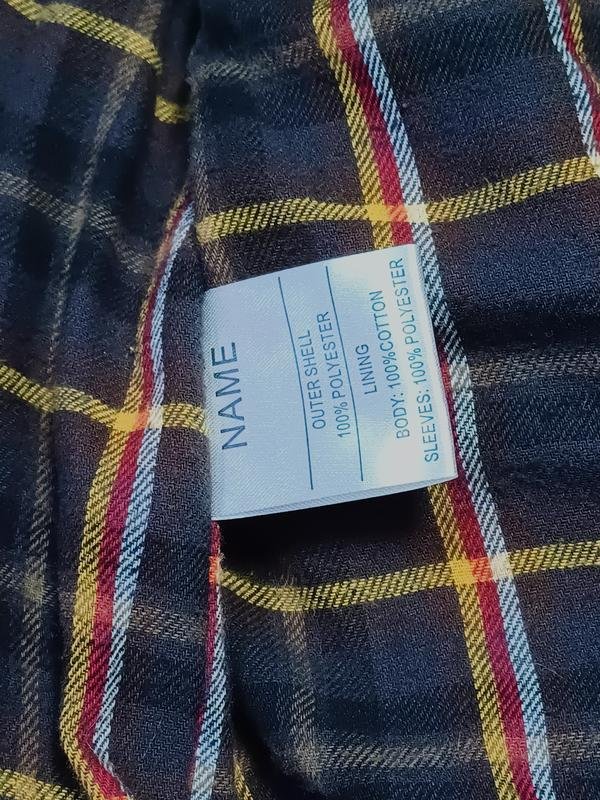 NAME
OUTER SHELL
100% POLYESTER
LINING
BODY: 100%COTTON
SLEEVES: 100% POLYESTER